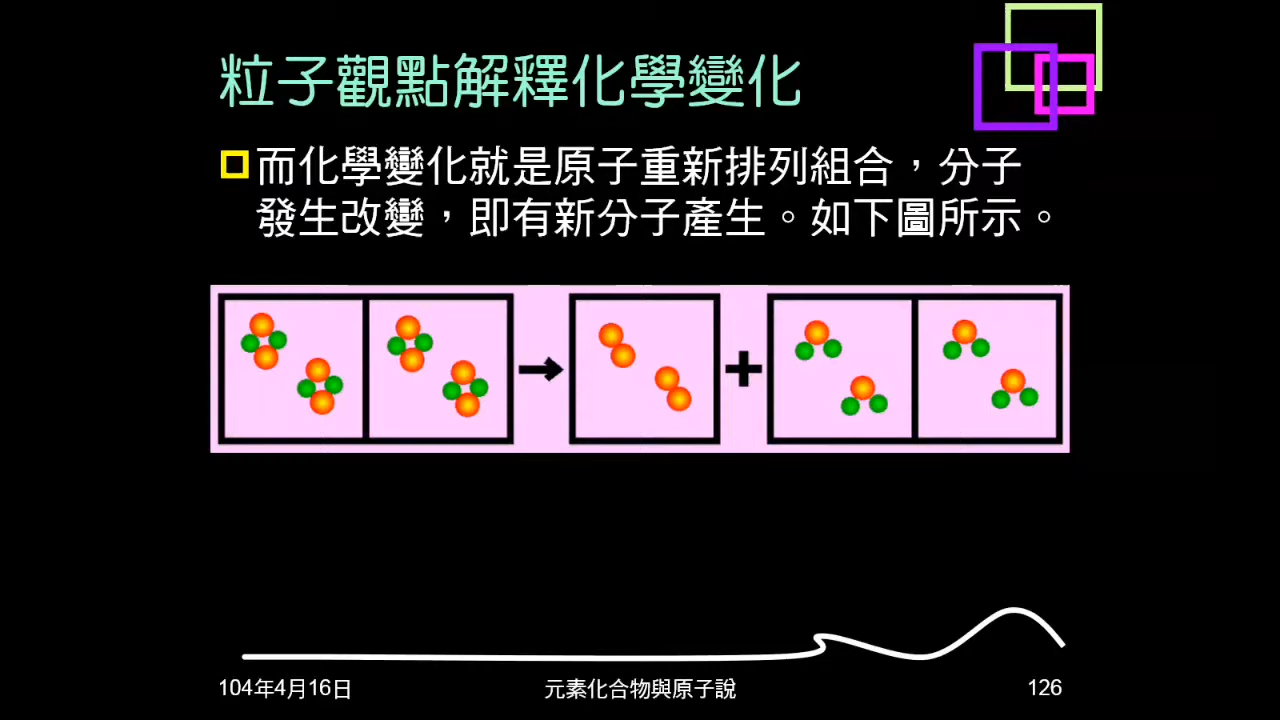 粒子觀點解釋化學變化
而化學變化就是原子重新排列組合，分子
發生改變，即有新分子產生。如下圖所示。
104年4月16日
元素化合物與原子說
126